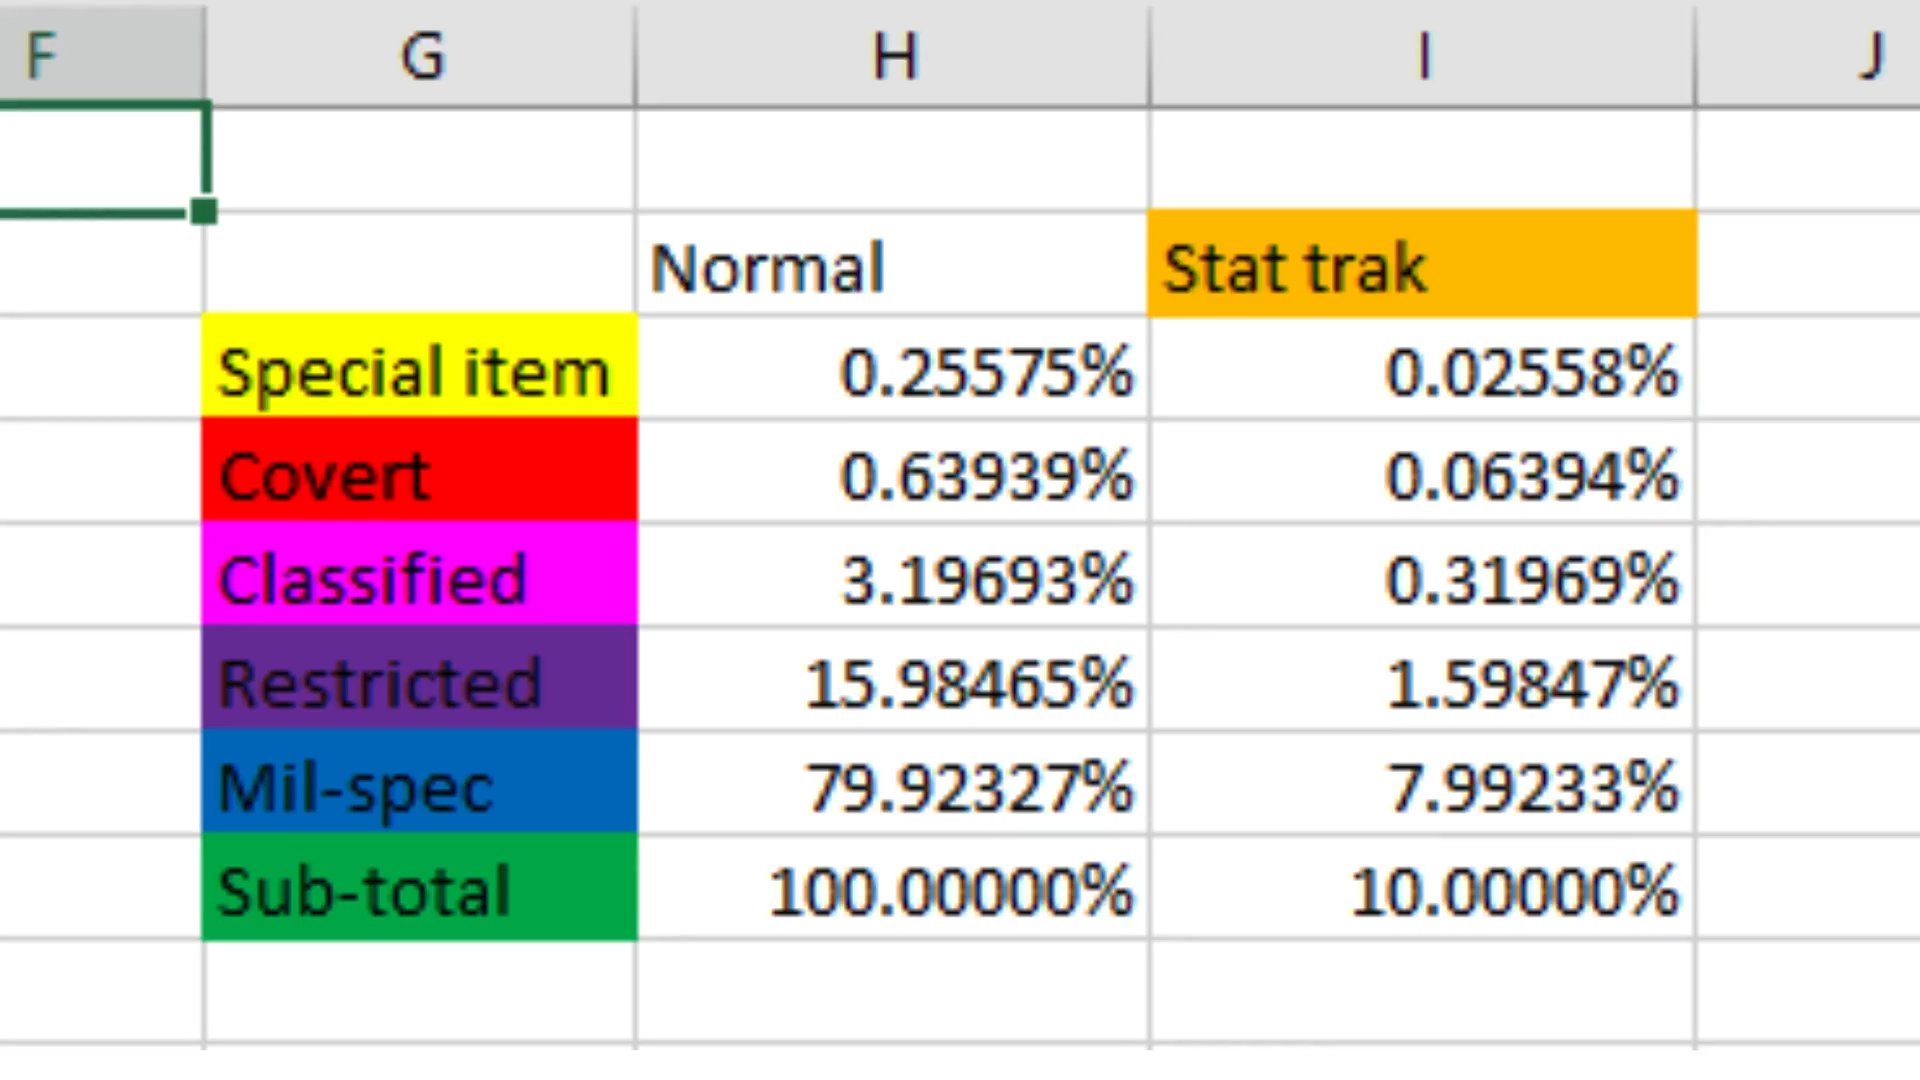 F G H I J
Normal Stat trak
Special item 0.25575% 0.02558%
Covert 0.63939% 0.06394%
Classified 3.19693% 0.31969%
Restricted 15.98465% 1.59847%
Mil-spec 79.92327% 7.99233%
Sub-total 100.00000% 10.00000%